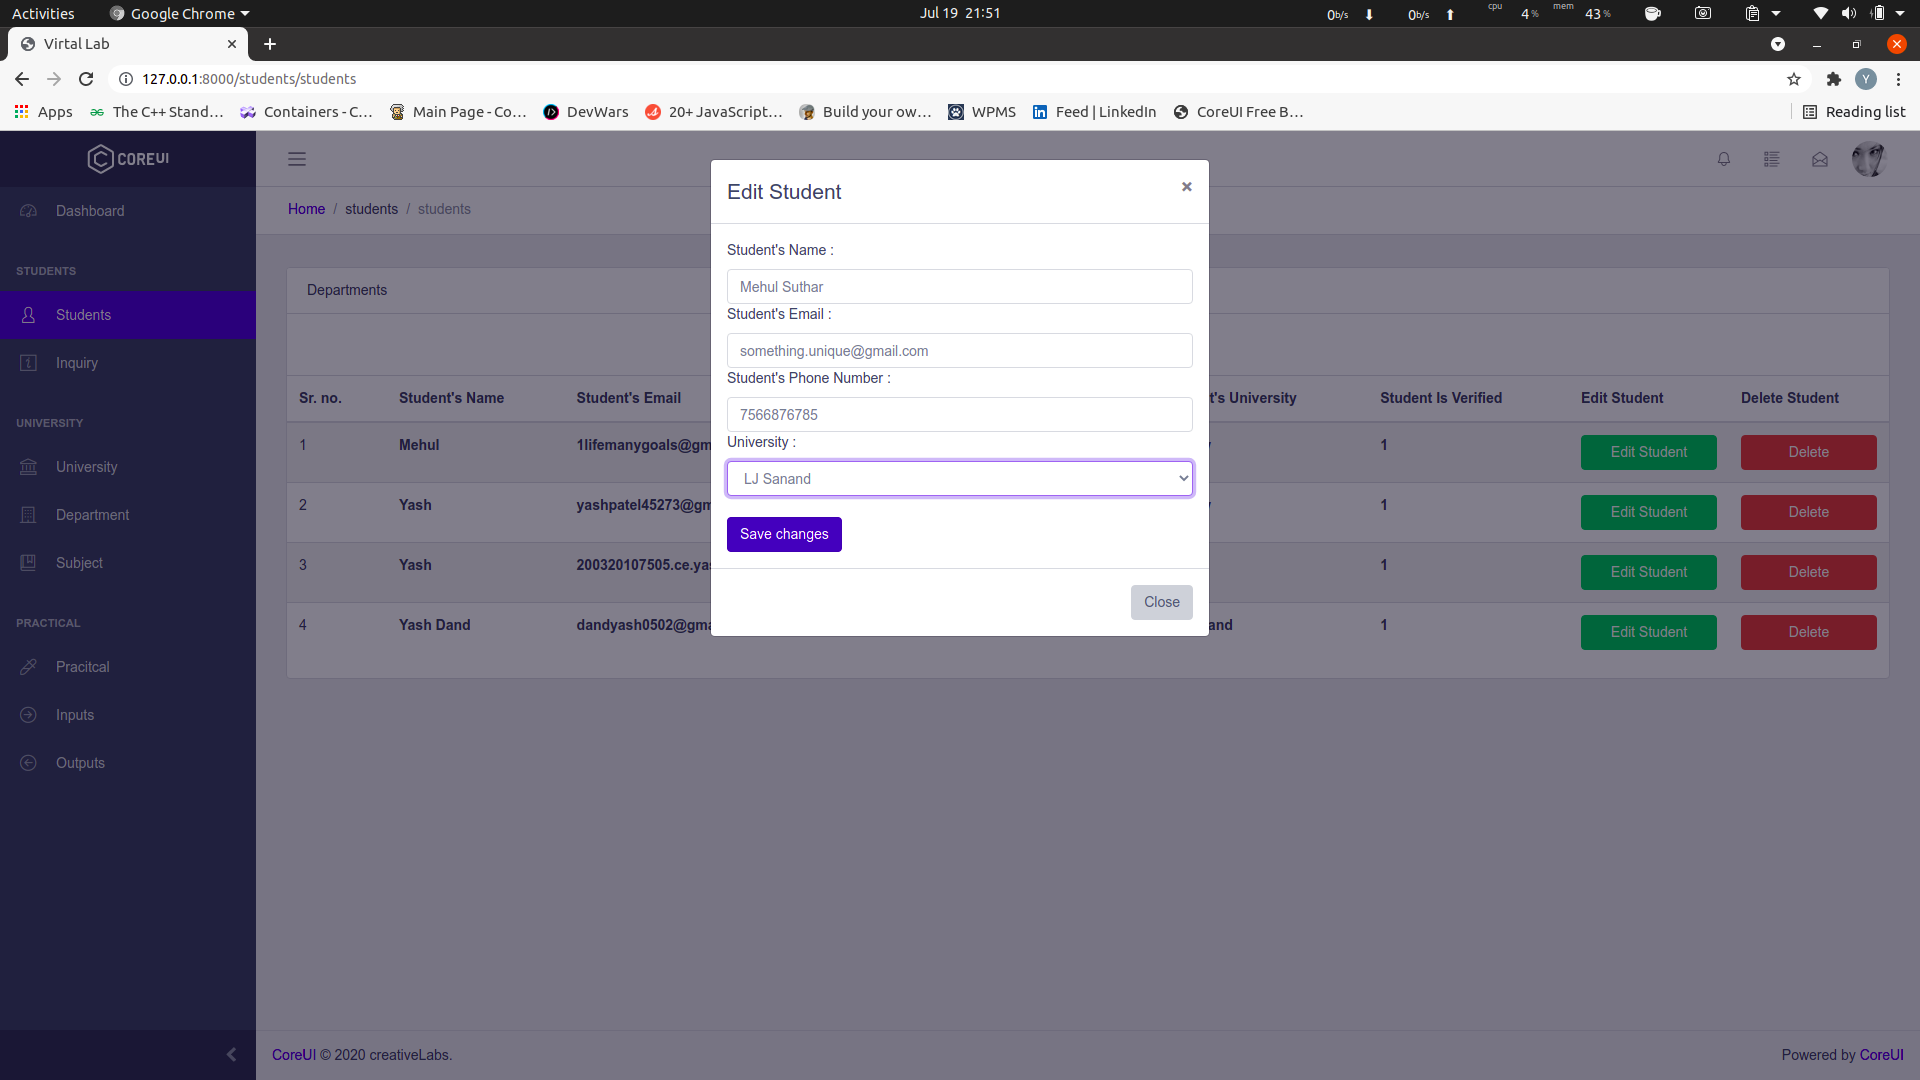 Activities Google Chrome Jul 19 21:51 0b/s 0b/s cpu 4% mem 43%
Virtal Lab
127.0.0.1:8000/students/students
Apps The C++ Stand... Containers - C... Main Page - Co... DevWars 20+ JavaScript... Build your ow... WPMS Feed | LinkedIn CoreUI Free B... Reading list
COREUI
Home / students / students
Dashboard
STUDENTS
Students
Inquiry
UNIVERSITY
University
Department
Subject
PRACTICAL
Pracitcal
Inputs
Outputs
Departments
Sr. no. Student's Name Student's Email t's University Student Is Verified Edit Student Delete Student
1 Mehul 1lifemanygoals@gm 1 Edit Student Delete
2 Yash yashpatel45273@gm 1 Edit Student Delete
3 Yash 200320107505.ce.yas 1 Edit Student Delete
4 Yash Dand dandyash0502@gma and 1 Edit Student Delete
Edit Student ×
Student's Name :
Mehul Suthar
Student's Email :
something.unique@gmail.com
Student's Phone Number :
7566876785
University :
LJ Sanand
Save changes
Close
CoreUI © 2020 creativeLabs. Powered by CoreUI